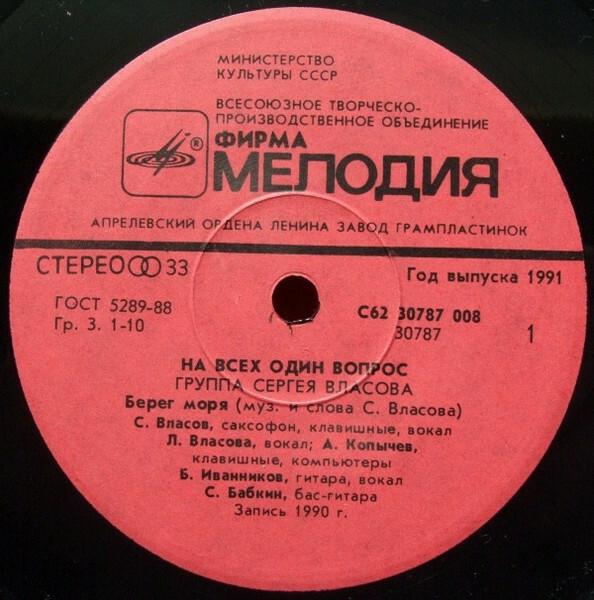 МИНИСТЕРСТВО
КУЛЬТУРЫ СССР
ВСЕСОЮЗНОЕ ТВОРЧЕСКО-
ПРОИЗВОДСТВЕННОЕ ОБЪЕДИНЕНИЕ
®
ФИРМА
МЕЛОДИЯ
АПРЕЛЕВСКИЙ ОРДЕНА ЛЕНИНА ЗАВОД ГРАМПЛАСТИНОК
СТЕРЕО 33
Год выпуска 1991
ГОСТ 5289-88
Гр. 3. 1-10
С62 30787 008
30787
1
НА ВСЕХ ОДИН ВОПРОС
ГРУППА СЕРГЕЯ ВЛАСОВА
Берег моря (муз. и слова С. Власова)
С. Власов, саксофон, клавишные, вокал
Л. Власова, вокал; А. Копычев,
клавишные, компьютеры
Б. Иванников, гитара, вокал
С. Бабкин, бас-гитара
Запись 1990 г.